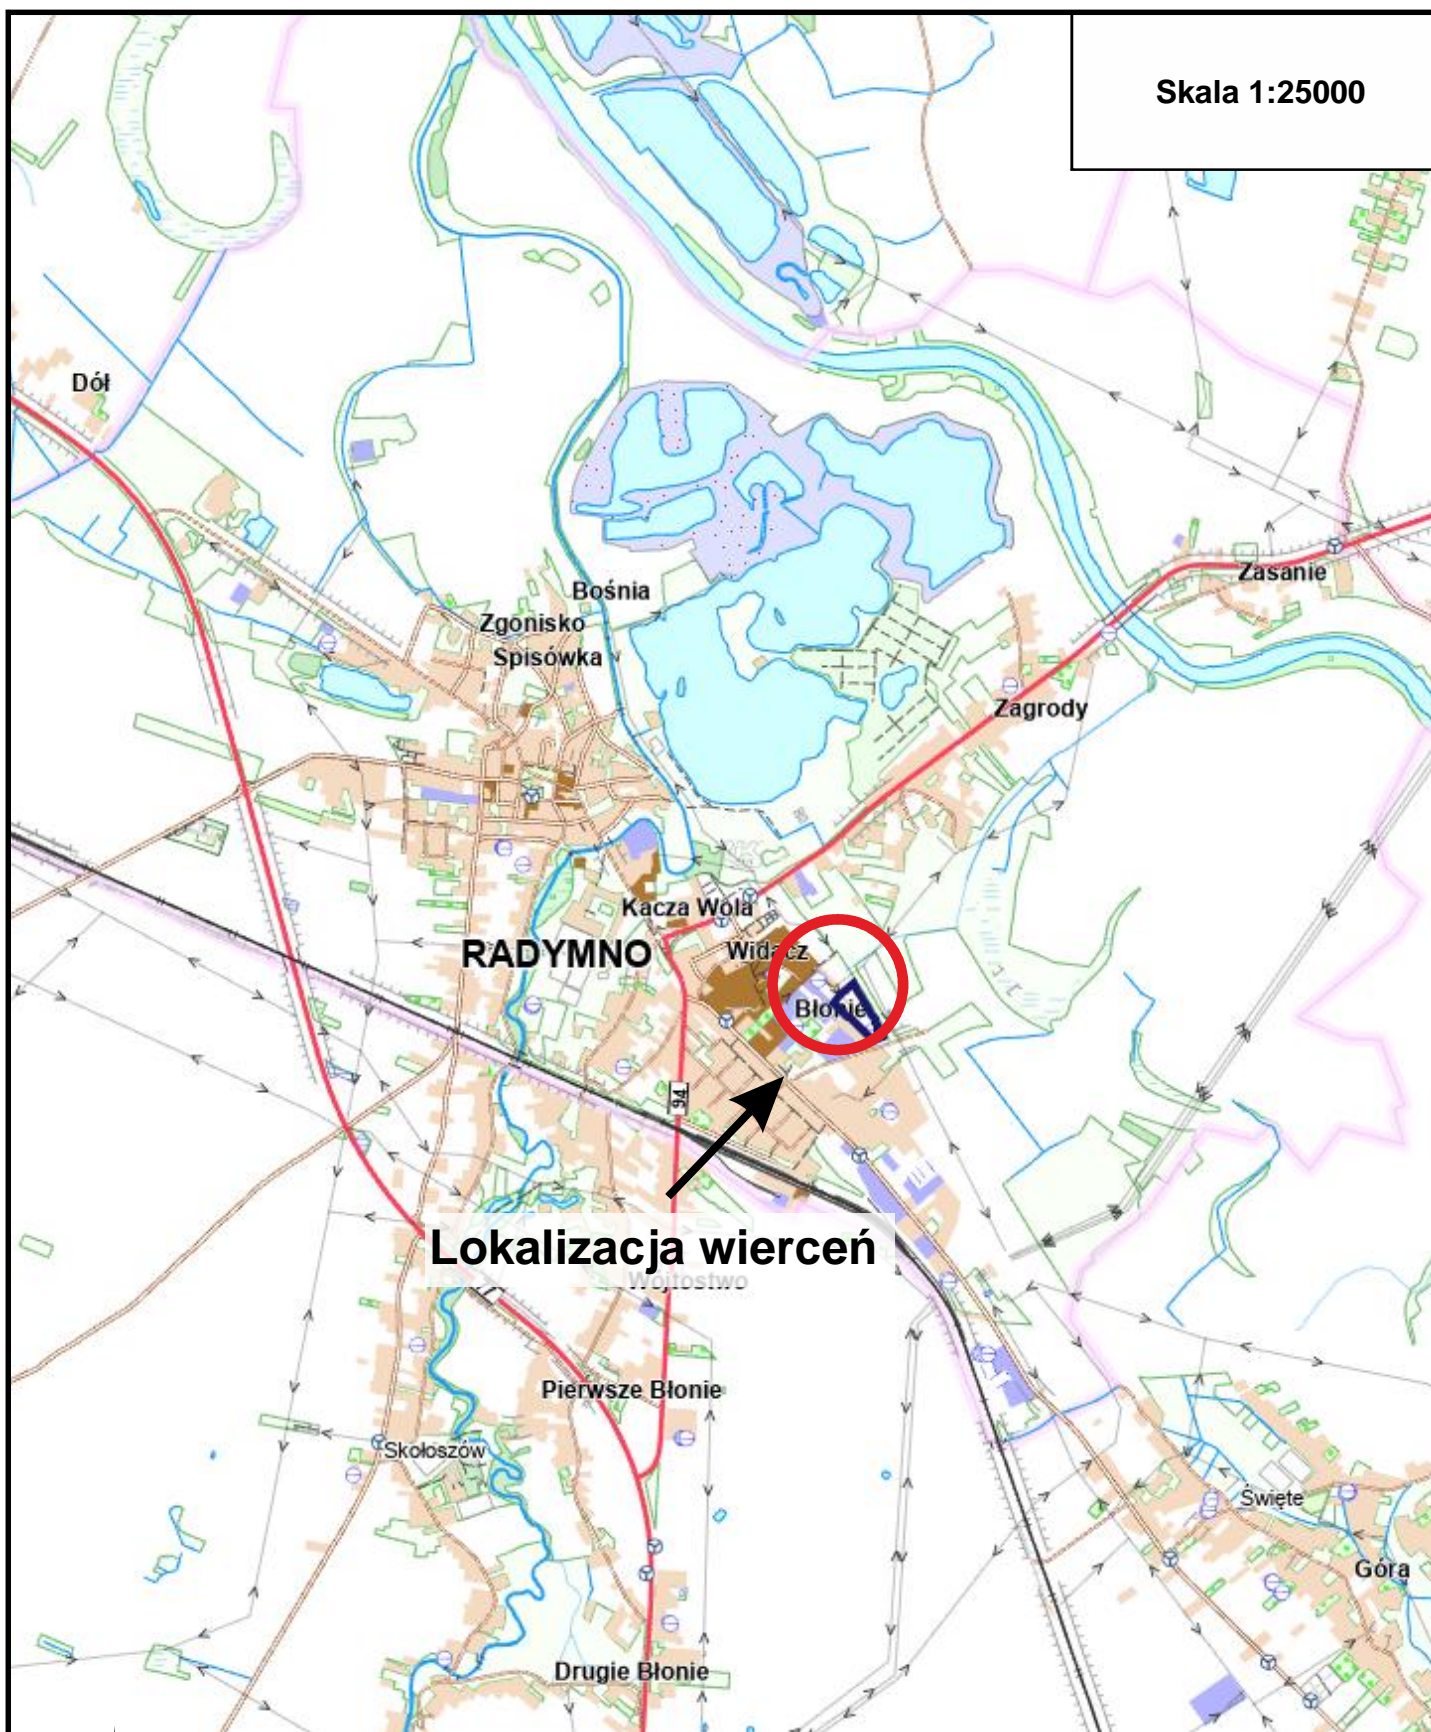 Skala 1:25000
Dół
Zasanie
Bośnia
Zgonisko
Spisówka
Zagrody
Kacza Wola
RADYMNO
Widacz
Błonie
94
Lokalizacja wierceń
Wójtostwo
77
Pierwsze Błonie
Skołoszów
Święte
Góra
Drugie Błonie